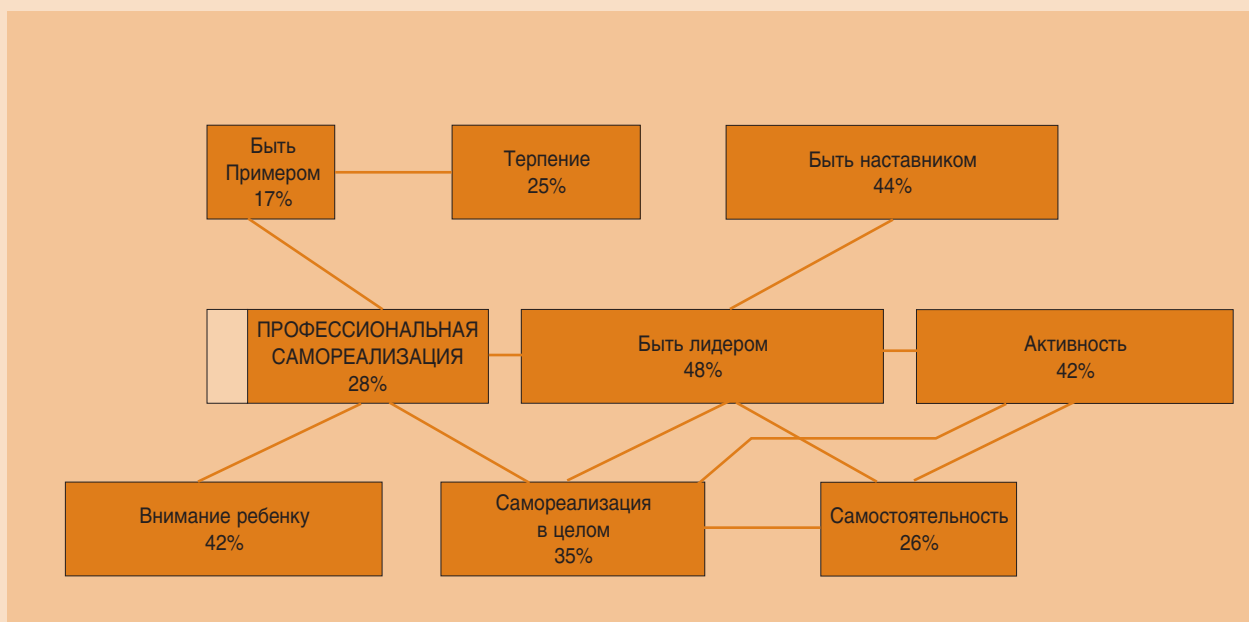 Быть
Примером
17%
Терпение
25%
Быть наставником
44%
ПРОФЕССИОНАЛЬНАЯ
САМОРЕАЛИЗАЦИЯ
28%
Быть лидером
48%
Активность
42%
Внимание ребенку
42%
Самореализация
в целом
35%
Самостоятельность
26%